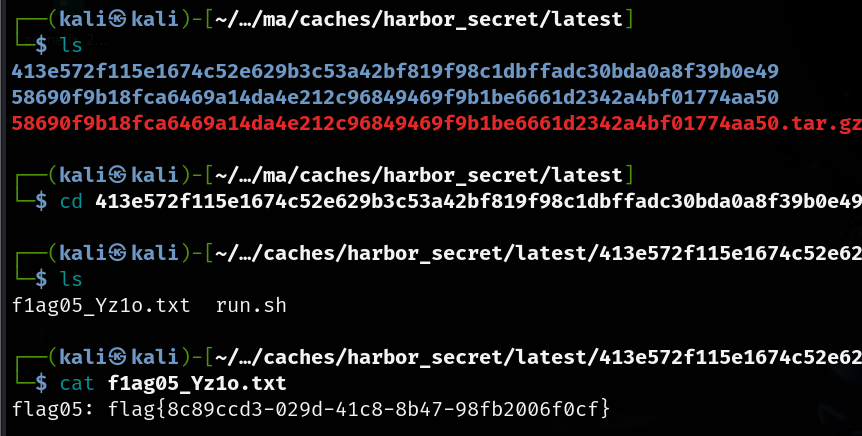 ┌──(kali㉿kali)-[~/…/ma/caches/harbor_secret/latest]
└─$ ls
413e572f115e1674c52e629b3c53a42bf819f98c1dbffadc30bda0a8f39b0e49
58690f9b18fca6469a14da4e212c96849469f9b1be6661d2342a4bf01774aa50
58690f9b18fca6469a14da4e212c96849469f9b1be6661d2342a4bf01774aa50.tar.gz
┌──(kali㉿kali)-[~/…/ma/caches/harbor_secret/latest]
└─$ cd 413e572f115e1674c52e629b3c53a42bf819f98c1dbffadc30bda0a8f39b0e49
┌──(kali㉿kali)-[~/…/caches/harbor_secret/latest/413e572f115e1674c52e62
└─$ ls
f1ag05_Yz1o.txt  run.sh
┌──(kali㉿kali)-[~/…/caches/harbor_secret/latest/413e572f115e1674c52e62
└─$ cat f1ag05_Yz1o.txt
flag05: flag{8c89ccd3-029d-41c8-8b47-98fb2006f0cf}